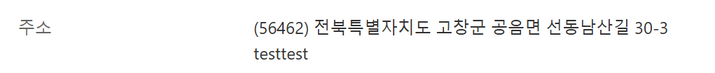 주소
(56462) 전북특별자치도 고창군 공음면 선동남산길 30-3
testtest